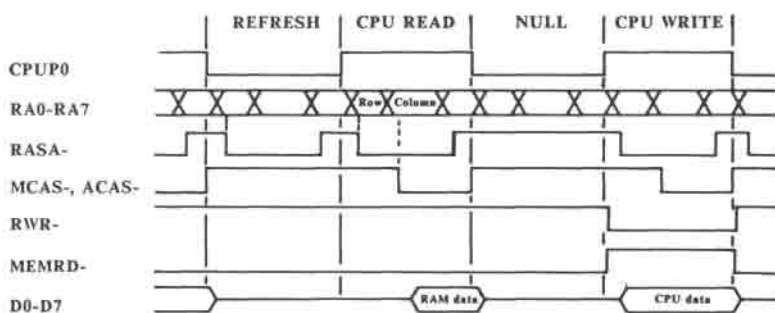 REFRESH CPU READ NULL CPU WRITE
CPUP0
RA0-RA7 Row Column
RASA-
MCAS-, ACAS-
RWR-
MEMRD-
D0-D7 RAM data CPU data